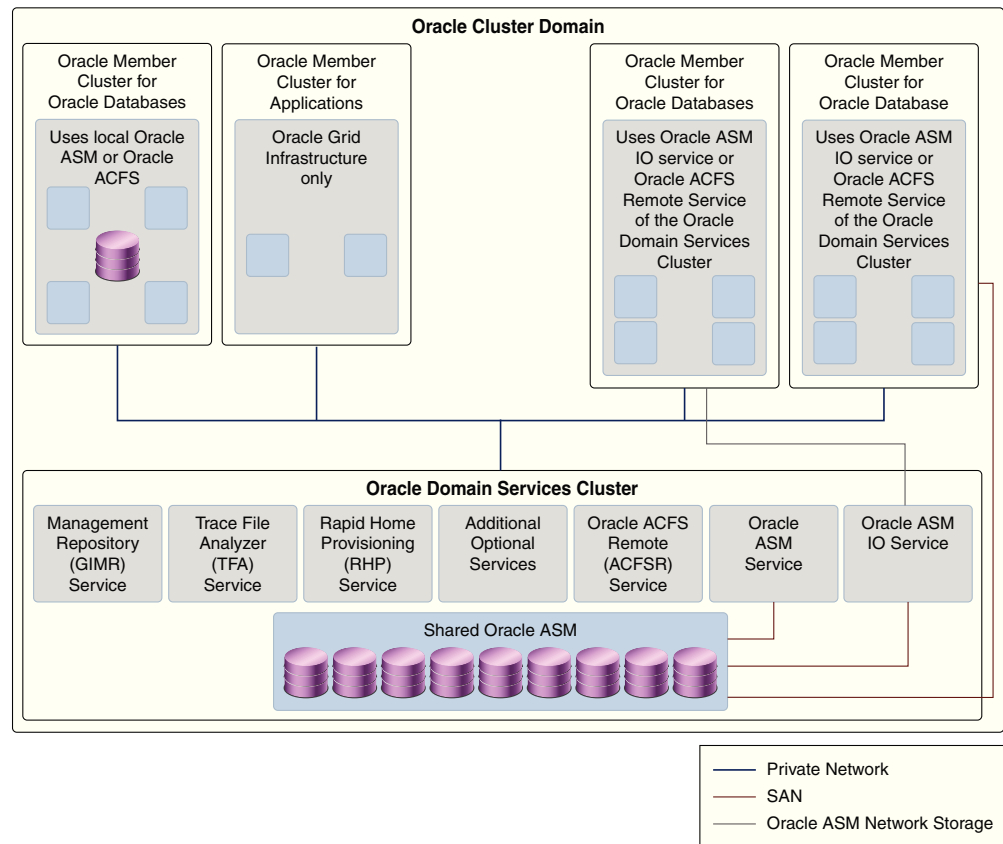 Oracle Cluster Domain
Oracle Member
Cluster for
Oracle Databases
Uses local Oracle
ASM or Oracle
ACFS
Oracle Member
Cluster for
Applications
Oracle Grid
Infrastructure
only
Oracle Member
Cluster for
Oracle Databases
Uses Oracle ASM
IO service or
Oracle ACFS
Remote Service
of the Oracle
Domain Services
Cluster
Oracle Member
Cluster for
Oracle Database
Uses Oracle ASM
IO service or
Oracle ACFS
Remote Service
of the Oracle
Domain Services
Cluster
Oracle Domain Services Cluster
Management
Repository
(GIMR)
Service
Trace File
Analyzer
(TFA)
Service
Rapid Home
Provisioning
(RHP)
Service
Additional
Optional
Services
Oracle ACFS
Remote
(ACFSR)
Service
Oracle
ASM
Service
Oracle ASM
IO Service
Shared Oracle ASM
Private Network
SAN
Oracle ASM Network Storage